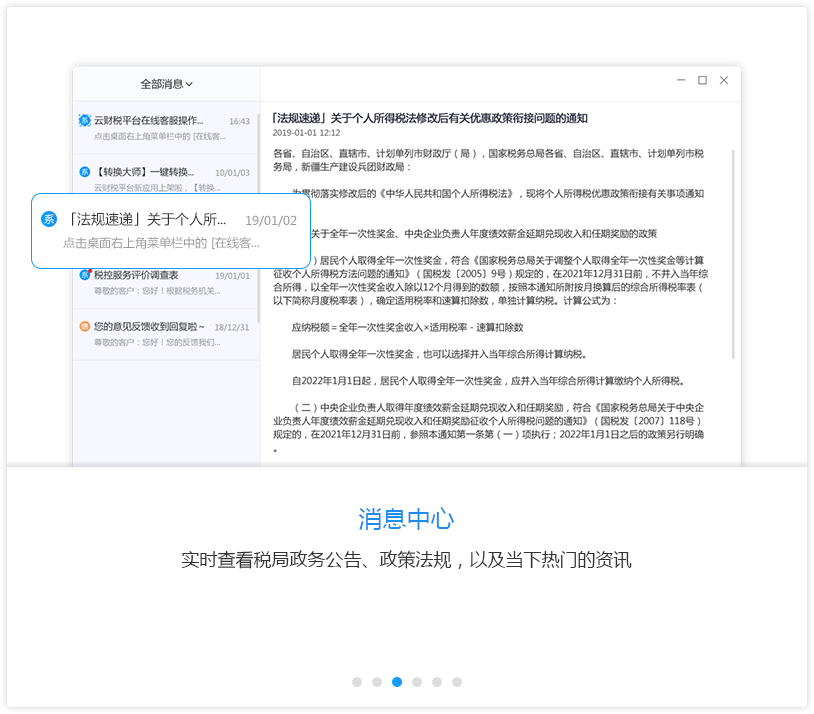 全部消息
云财税平台在线客服操作... 16:43
点击桌面右上角菜单栏中的 [在线客...
【转换大师】一键转换... 10/01/03
云财税平台新应用上架啦，【转换...
系 「法规速递」关于个人所... 19/01/02
点击桌面右上角菜单栏中的 [在线客...
税控服务评价调查表 19/01/01
尊敬的客户：您好！根据税务机关...
您的意见反馈收到回复啦~ 18/12/31
尊敬的客户：您好！您的反馈我们...
「法规速递」关于个人所得税法修改后有关优惠政策衔接问题的通知
2019-01-01 12:12
各省、自治区、直辖市、计划单列市财政厅（局），国家税务总局各省、自治区、直辖市、计划单列市税
务局，新疆生产建设兵团财政局：
为贯彻落实修改后的《中华人民共和国个人所得税法》，现将个人所得税优惠政策衔接有关事项通知
关于全年一次性奖金、中央企业负责人年度绩效薪金延期兑现收入和任期奖励的政策
）居民个人取得全年一次性奖金，符合《国家税务总局关于调整个人取得全年一次性奖金等计算
征收个人所得税方法问题的通知》（国税发〔2005〕9号）规定的，在2021年12月31日前，不并入当年综
合所得，以全年一次性奖金收入除以12个月得到的数额，按照本通知所附按月换算后的综合所得税率表（
以下简称月度税率表），确定适用税率和速算扣除数，单独计算纳税。计算公式为：
应纳税额＝全年一次性奖金收入×适用税率－速算扣除数
居民个人取得全年一次性奖金，也可以选择并入当年综合所得计算纳税。
自2022年1月1日起，居民个人取得全年一次性奖金，应并入当年综合所得计算缴纳个人所得税。
（二）中央企业负责人取得年度绩效薪金延期兑现收入和任期奖励，符合《国家税务总局关于中央企
业负责人年度绩效薪金延期兑现收入和任期奖励征收个人所得税问题的通知》（国税发〔2007〕118号）
规定的，在2021年12月31日前，参照本通知第一条第（一）项执行；2022年1月1日之后的政策另行明确
。
消息中心
实时查看税局政务公告、政策法规，以及当下热门的资讯